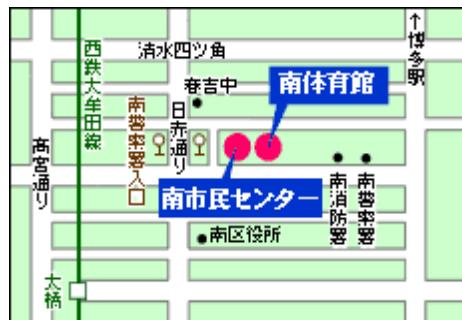 ↑博多駅
西鉄大牟田線
清水四ツ角
春吉中
南体育館
南警察署入口
日赤通り
高宮通り
南市民センター
南消防署
南警察署
南区役所
大橋